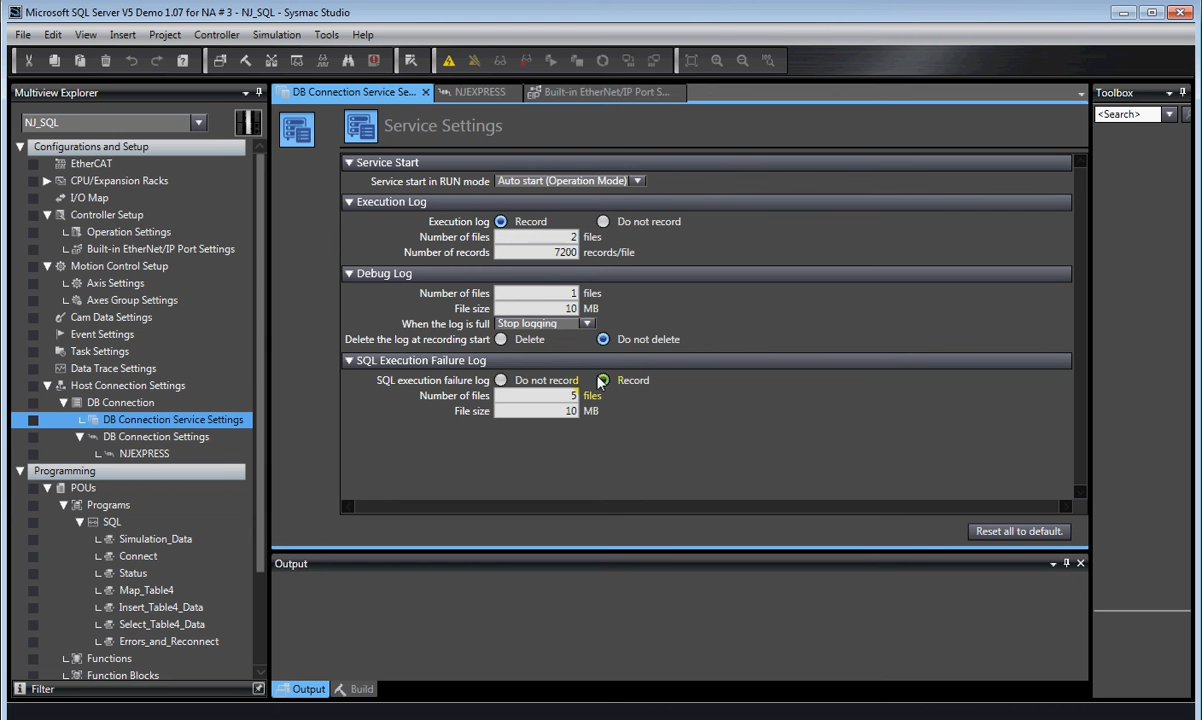 Microsoft SQL Server V5 Demo 1.07 for NA # 3 - NJ_SQL - Sysmac Studio
File Edit View Insert Project Controller Simulation Tools Help
Multiview Explorer
NJ_SQL
Configurations and Setup
EtherCAT
CPU/Expansion Racks
I/O Map
Controller Setup
Operation Settings
Built-in EtherNet/IP Port Settings
Motion Control Setup
Axis Settings
Axes Group Settings
Cam Data Settings
Event Settings
Task Settings
Data Trace Settings
Host Connection Settings
DB Connection
DB Connection Service Settings
DB Connection Settings
NJEXPRESS
Programming
POUs
Programs
SQL
Simulation_Data
Connect
Status
Map_Table4
Insert_Table4_Data
Select_Table4_Data
Errors_and_Reconnect
Functions
Function Blocks
Filter
DB Connection Service Se... NJEXPRESS Built-in EtherNet/IP Port S...
Service Settings
Service Start
Service start in RUN mode Auto start (Operation Mode)
Execution Log
Execution log Record Do not record
Number of files 2 files
Number of records 7200 records/file
Debug Log
Number of files 1 files
File size 10 MB
When the log is full Stop logging
Delete the log at recording start Delete Do not delete
SQL Execution Failure Log
SQL execution failure log Do not record Record
Number of files 5 files
File size 10 MB
Reset all to default.
Output
Output Build
Toolbox
<Search>